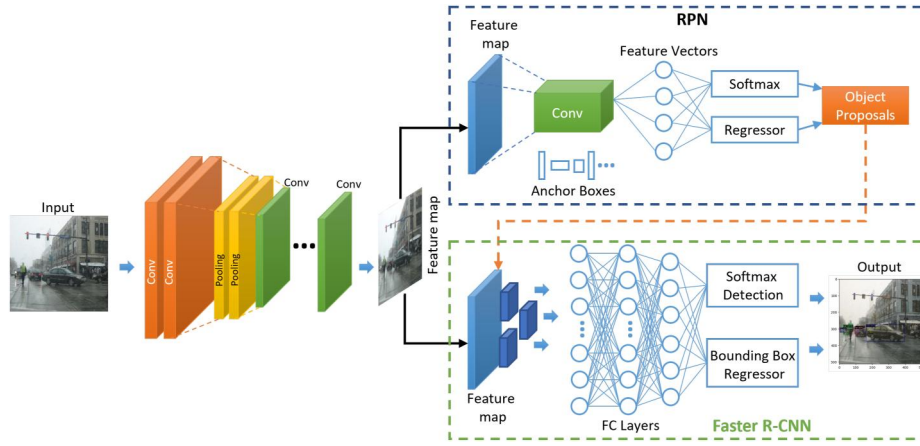 Input
Conv
Conv
Pooling
Pooling
Conv
Conv
Feature map
RPN
Feature
map
Conv
Anchor Boxes
Feature Vectors
Softmax
Regressor
Object
Proposals
Feature
map
FC Layers
Softmax
Detection
Bounding Box
Regressor
Output
Faster R-CNN